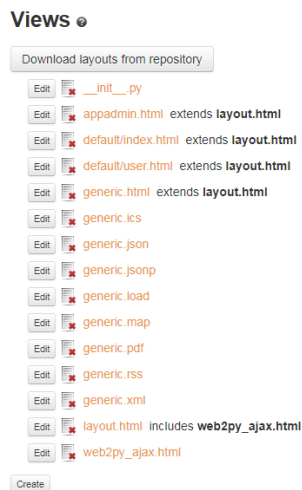 Views
Download layouts from repository
Edit __init__.py
Edit appadmin.html extends layout.html
Edit default/index.html extends layout.html
Edit default/user.html extends layout.html
Edit generic.html extends layout.html
Edit generic.ics
Edit generic.json
Edit generic.jsonp
Edit generic.load
Edit generic.map
Edit generic.pdf
Edit generic.rss
Edit generic.xml
Edit layout.html includes web2py_ajax.html
Edit web2py_ajax.html
Create